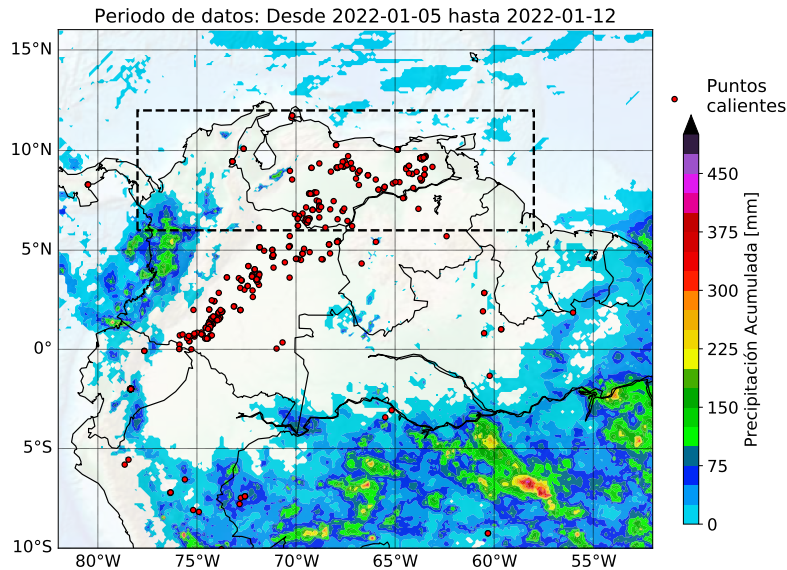 Periodo de datos: Desde 2022-01-05 hasta 2022-01-12
15°N
10°N
5°N
0°
5°S
10°S
80°W
75°W
70°W
65°W
60°W
55°W
Puntos
calientes
450
375
300
225
150
75
0
Precipitación Acumulada [mm]